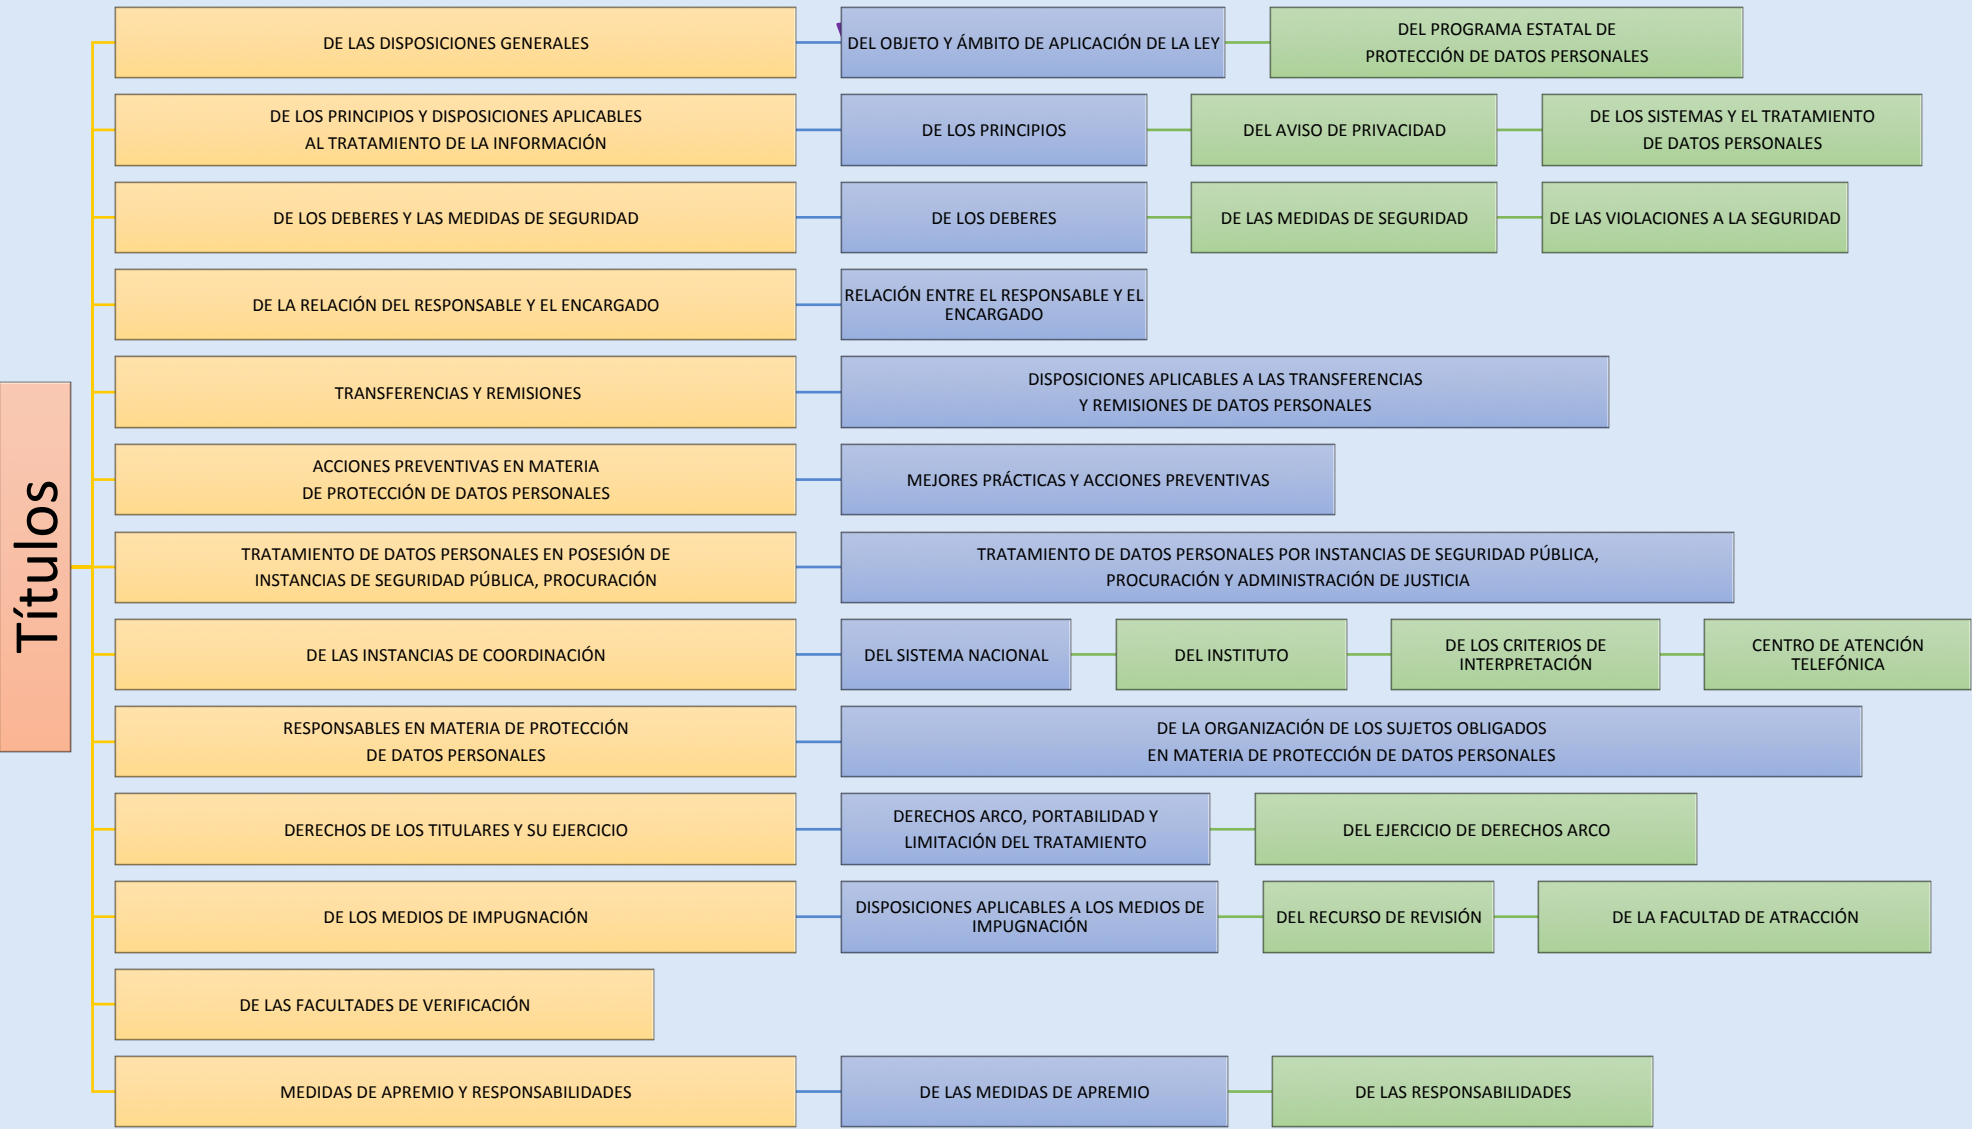 Títulos
DE LAS DISPOSICIONES GENERALES
DEL OBJETO Y ÁMBITO DE APLICACIÓN DE LA LEY
DEL PROGRAMA ESTATAL DE
PROTECCIÓN DE DATOS PERSONALES
DE LOS PRINCIPIOS Y DISPOSICIONES APLICABLES
AL TRATAMIENTO DE LA INFORMACIÓN
DE LOS PRINCIPIOS
DEL AVISO DE PRIVACIDAD
DE LOS SISTEMAS Y EL TRATAMIENTO
DE DATOS PERSONALES
DE LOS DEBERES Y LAS MEDIDAS DE SEGURIDAD
DE LOS DEBERES
DE LAS MEDIDAS DE SEGURIDAD
DE LAS VIOLACIONES A LA SEGURIDAD
DE LA RELACIÓN DEL RESPONSABLE Y EL ENCARGADO
RELACIÓN ENTRE EL RESPONSABLE Y EL
ENCARGADO
TRANSFERENCIAS Y REMISIONES
DISPOSICIONES APLICABLES A LAS TRANSFERENCIAS
Y REMISIONES DE DATOS PERSONALES
ACCIONES PREVENTIVAS EN MATERIA
DE PROTECCIÓN DE DATOS PERSONALES
MEJORES PRÁCTICAS Y ACCIONES PREVENTIVAS
TRATAMIENTO DE DATOS PERSONALES EN POSESIÓN DE
INSTANCIAS DE SEGURIDAD PÚBLICA, PROCURACIÓN
TRATAMIENTO DE DATOS PERSONALES POR INSTANCIAS DE SEGURIDAD PÚBLICA,
PROCURACIÓN Y ADMINISTRACIÓN DE JUSTICIA
DE LAS INSTANCIAS DE COORDINACIÓN
DEL SISTEMA NACIONAL
DEL INSTITUTO
DE LOS CRITERIOS DE
INTERPRETACIÓN
CENTRO DE ATENCIÓN
TELEFÓNICA
RESPONSABLES EN MATERIA DE PROTECCIÓN
DE DATOS PERSONALES
DE LA ORGANIZACIÓN DE LOS SUJETOS OBLIGADOS
EN MATERIA DE PROTECCIÓN DE DATOS PERSONALES
DERECHOS DE LOS TITULARES Y SU EJERCICIO
DERECHOS ARCO, PORTABILIDAD Y
LIMITACIÓN DEL TRATAMIENTO
DEL EJERCICIO DE DERECHOS ARCO
DE LOS MEDIOS DE IMPUGNACIÓN
DISPOSICIONES APLICABLES A LOS MEDIOS DE
IMPUGNACIÓN
DEL RECURSO DE REVISIÓN
DE LA FACULTAD DE ATRACCIÓN
DE LAS FACULTADES DE VERIFICACIÓN
MEDIDAS DE APREMIO Y RESPONSABILIDADES
DE LAS MEDIDAS DE APREMIO
DE LAS RESPONSABILIDADES